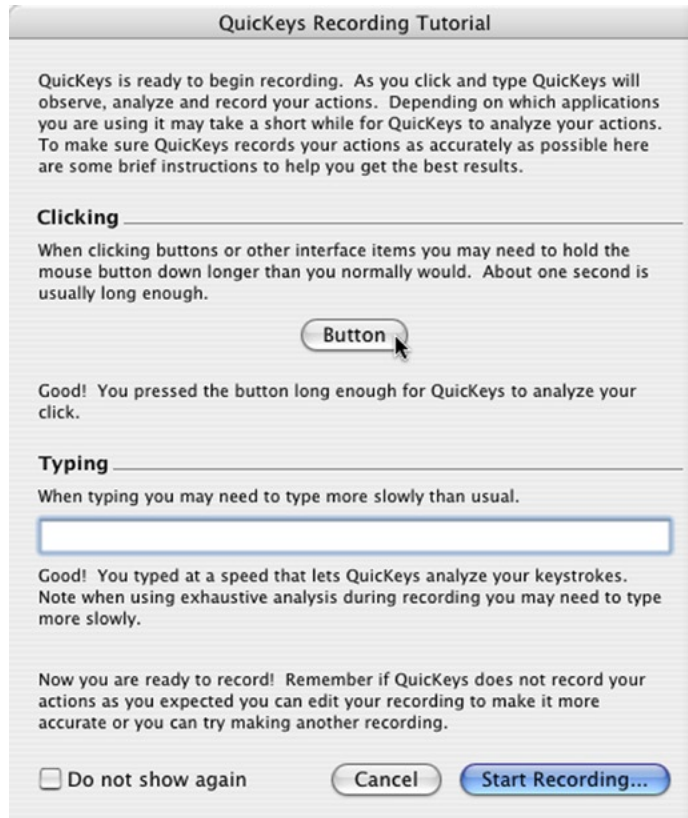 QuicKeys Recording Tutorial
QuicKeys is ready to begin recording. As you click and type QuicKeys will
observe, analyze and record your actions. Depending on which applications
you are using it may take a short while for QuicKeys to analyze your actions.
To make sure QuicKeys records your actions as accurately as possible here
are some brief instructions to help you get the best results.
Clicking
When clicking buttons or other interface items you may need to hold the
mouse button down longer than you normally would. About one second is
usually long enough.
Button
Good! You pressed the button long enough for QuicKeys to analyze your
click.
Typing
When typing you may need to type more slowly than usual.
Good! You typed at a speed that lets QuicKeys analyze your keystrokes.
Note when using exhaustive analysis during recording you may need to type
more slowly.
Now you are ready to record! Remember if QuicKeys does not record your
actions as you expected you can edit your recording to make it more
accurate or you can try making another recording.
Do not show again
Cancel
Start Recording...